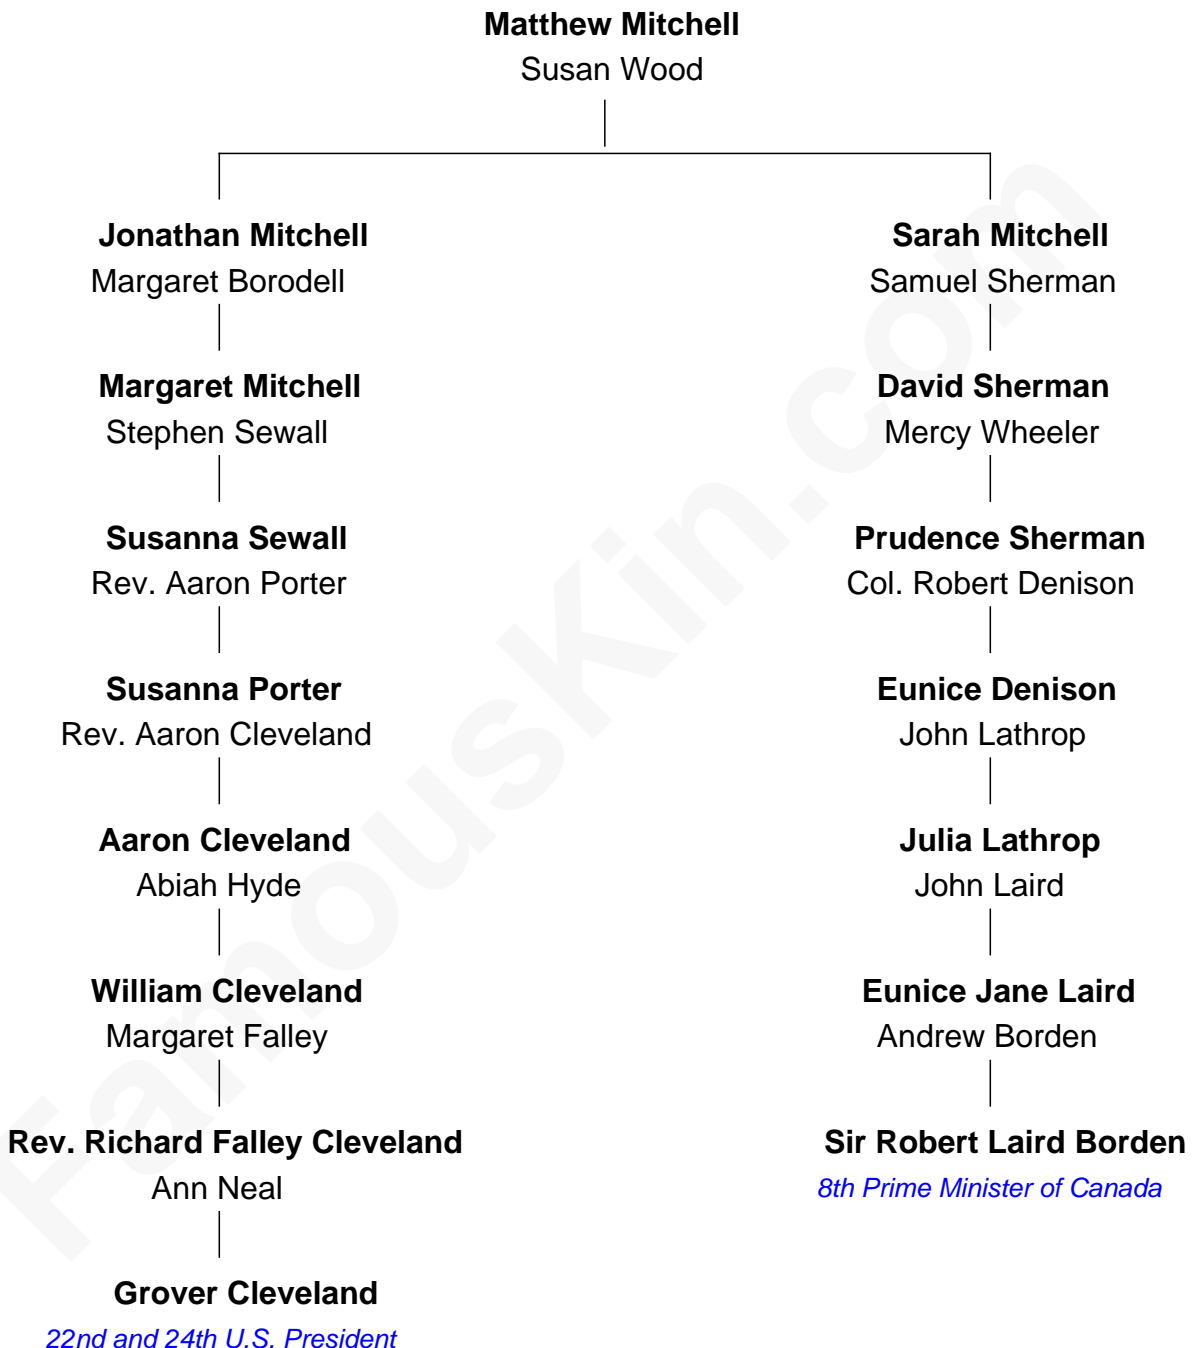 Matthew Mitchell
Susan Wood
Jonathan Mitchell
Margaret Borodell
Sarah Mitchell
Samuel Sherman
Margaret Mitchell
Stephen Sewall
David Sherman
Mercy Wheeler
Susanna Sewall
Rev. Aaron Porter
Prudence Sherman
Col. Robert Denison
Susanna Porter
Rev. Aaron Cleveland
Eunice Denison
John Lathrop
Aaron Cleveland
Abiah Hyde
Julia Lathrop
John Laird
William Cleveland
Margaret Falley
Eunice Jane Laird
Andrew Borden
Rev. Richard Falley Cleveland
Ann Neal
Sir Robert Laird Borden
8th Prime Minister of Canada
Grover Cleveland
22nd and 24th U.S. President
FamousKin.com